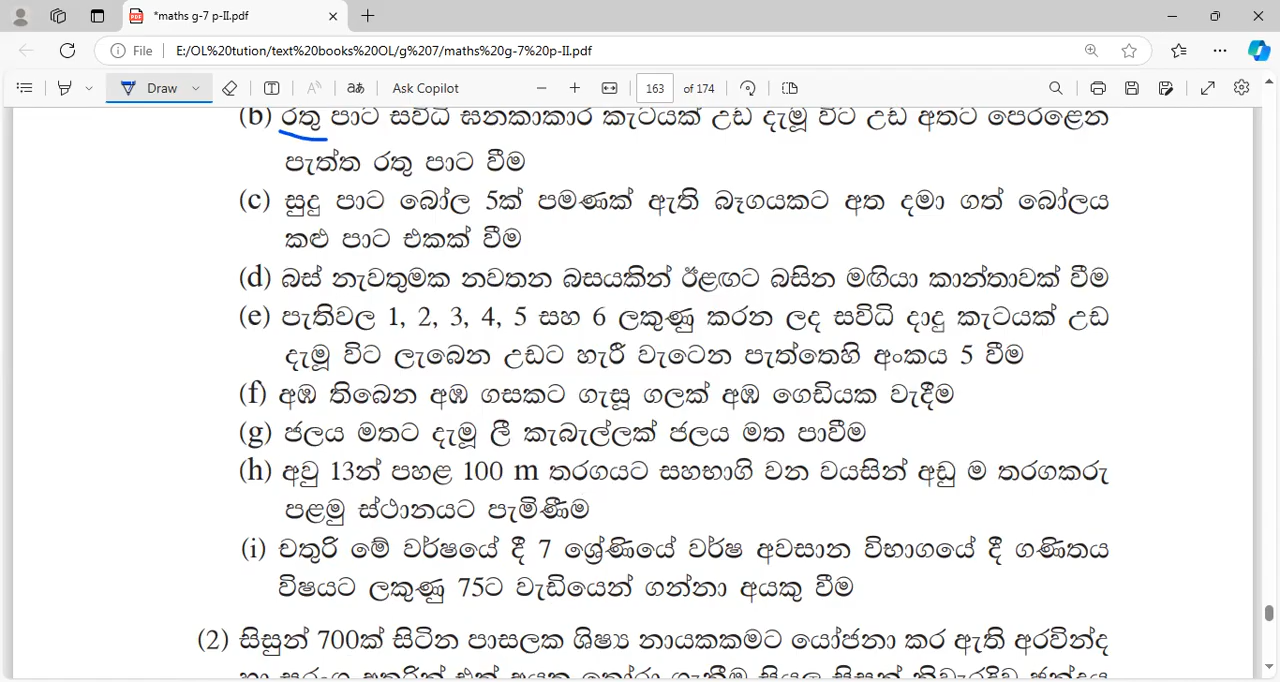 *maths g-7 p-II.pdf
File E:/OL%20tution/text%20books%20OL/g%207/maths%20g-7%20p-II.pdf
Draw aあ Ask Copilot 163 of 174
(b) රතු පාට සවිධි ඝනකාකාර කැටයක් උඩ දැමූ විට උඩ අතට පෙරළෙන
පැත්ත රතු පාට වීම
(c) සුදු පාට බෝල 5ක් පමණක් ඇති බෑගයකට අත දමා ගත් බෝලය
කළු පාට එකක් වීම
(d) බස් නැවතුමක නවතන බසයකින් ඊළඟට බසින මඟියා කාන්තාවක් වීම
(e) පැතිවල 1, 2, 3, 4, 5 සහ 6 ලකුණු කරන ලද සවිධි දාදු කැටයක් උඩ
දැමූ විට ලැබෙන උඩට හැරී වැටෙන පැත්තෙහි අංකය 5 වීම
(f) අඹ තිබෙන අඹ ගසකට ගැසූ ගලක් අඹ ගෙඩියක වැදීම
(g) ජලය මතට දැමූ ලී කැබැල්ලක් ජලය මත පාවීම
(h) අවු 13න් පහළ 100 m තරගයට සහභාගි වන වයසින් අඩු ම තරගකරු
පළමු ස්ථානයට පැමිණීම
(i) චතුරි මේ වර්ෂයේ දී 7 ශ්‍රේණියේ වර්ෂ අවසාන විභාගයේ දී ගණිතය
විෂයට ලකුණු 75ට වැඩියෙන් ගන්නා අයකු වීම
(2) සිසුන් 700ක් සිටින පාසලක ශිෂ්‍ය නායකකමට යෝජනා කර ඇති අරවින්ද